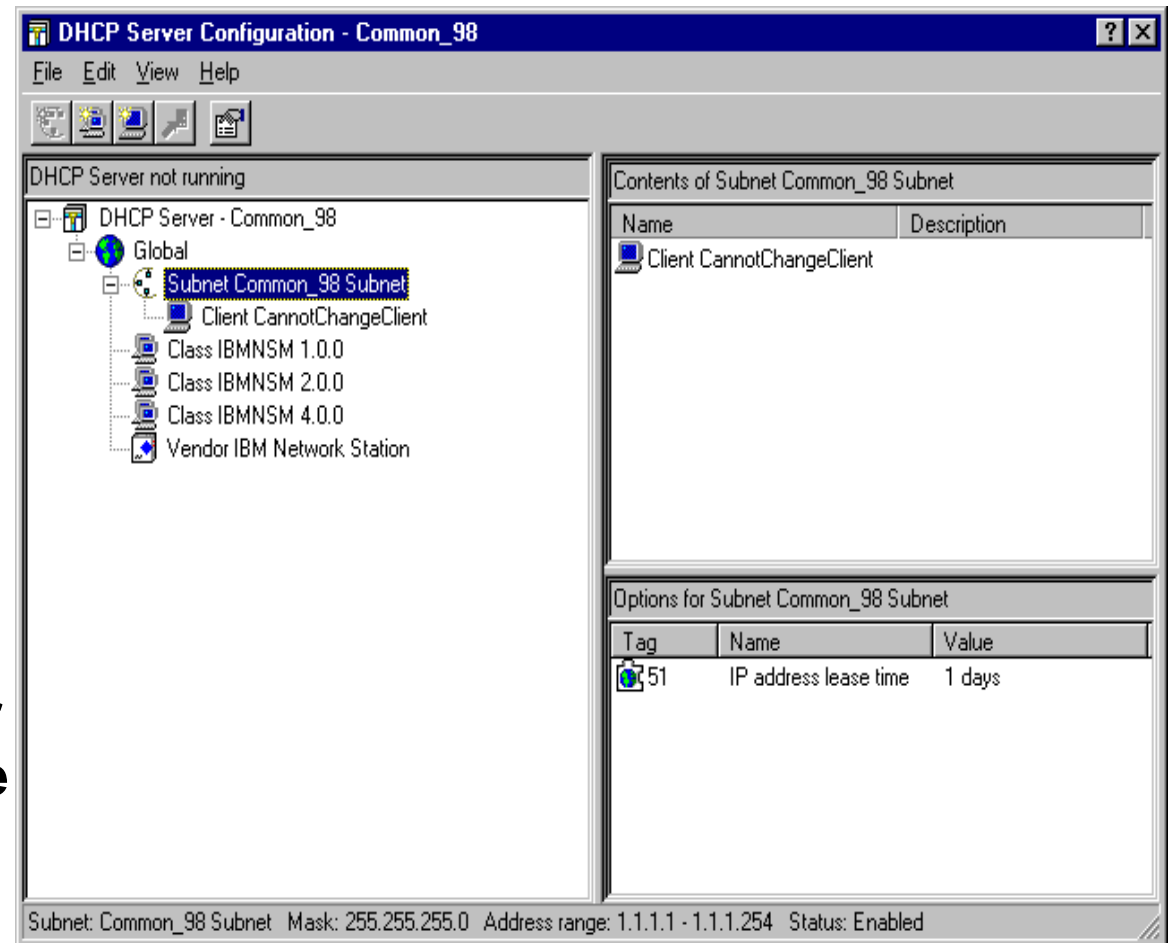 DHCP Server Configuration - Common_98
File Edit View Help
DHCP Server not running
DHCP Server - Common_98
Global
Subnet Common_98 Subnet
Client CannotChangeClient
Class IBMNSM 1.0.0
Class IBMNSM 2.0.0
Class IBMNSM 4.0.0
Vendor IBM Network Station
Contents of Subnet Common_98 Subnet
Name Description
Client CannotChangeClient
Options for Subnet Common_98 Subnet
Tag Name Value
51 IP address lease time 1 days
e
Subnet: Common_98 Subnet Mask: 255.255.255.0 Address range: 1.1.1.1 - 1.1.1.254 Status: Enabled